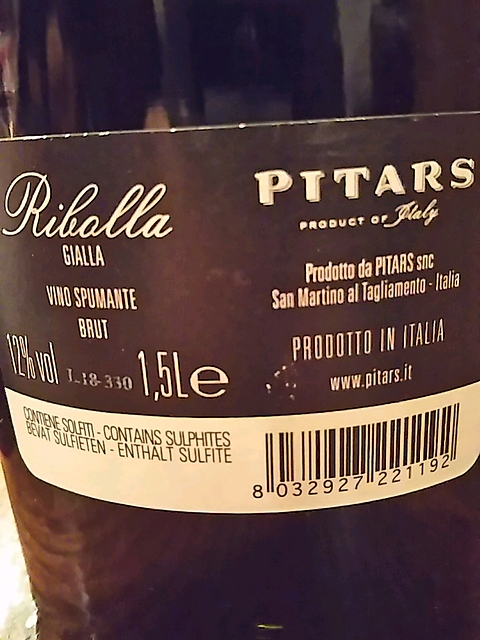 Ribolla
GIALLA
VINO SPUMANTE
BRUT
12% vol L-18-330 1,5L e
PITARS
PRODUCT OF Italy
Prodotto da PITARS snc
San Martino al Tagliamento - Italia
PRODOTTO IN ITALIA
www.pitars.it
CONTIENE SOLFITI - CONTAINS SULPHITES
BEVAT SULFIETEN - ENTHALT SULFITE
8 032927 221192